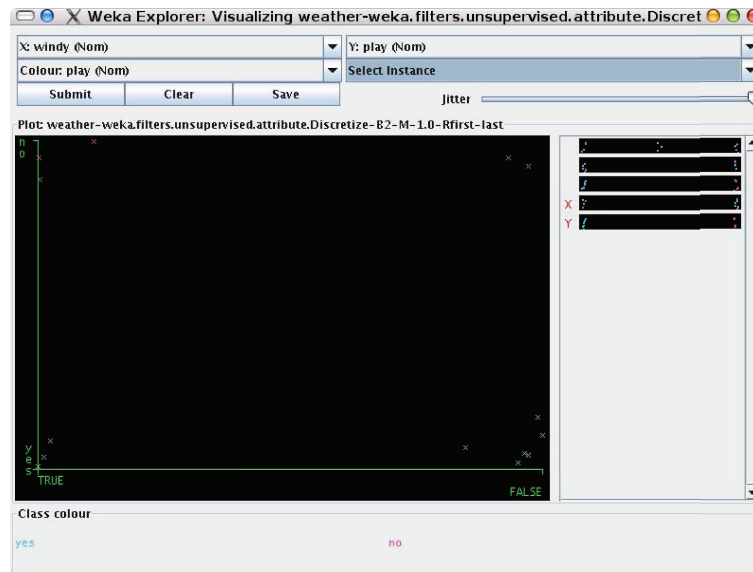 Weka Explorer: Visualizing weather-weka.filters.unsupervised.attribute.Discret
X: windy (Nom)
Y: play (Nom)
Colour: play (Nom)
Select Instance
Submit
Clear
Save
Jitter
Plot: weather-weka.filters.unsupervised.attribute.Discretize-B2-M-1.0-Rfirst-last
no
yes
TRUE
FALSE
X
Y
Class colour
yes
no